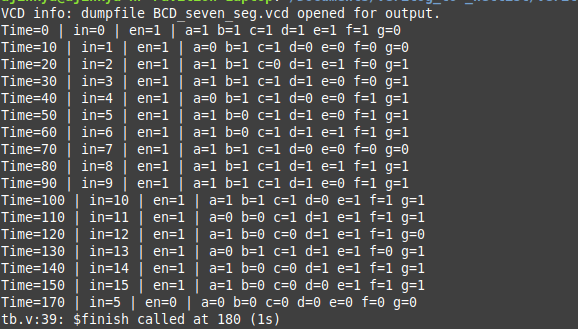 VCD info: dumpfile BCD_seven_seg.vcd opened for output.
Time=0 | in=0 | en=1 | a=1 b=1 c=1 d=1 e=1 f=1 g=0
Time=10 | in=1 | en=1 | a=0 b=1 c=1 d=0 e=0 f=0 g=0
Time=20 | in=2 | en=1 | a=1 b=1 c=0 d=1 e=1 f=0 g=1
Time=30 | in=3 | en=1 | a=1 b=1 c=1 d=1 e=0 f=0 g=1
Time=40 | in=4 | en=1 | a=0 b=1 c=1 d=0 e=0 f=1 g=1
Time=50 | in=5 | en=1 | a=1 b=0 c=1 d=1 e=0 f=1 g=1
Time=60 | in=6 | en=1 | a=1 b=0 c=1 d=1 e=1 f=1 g=1
Time=70 | in=7 | en=1 | a=1 b=1 c=1 d=0 e=0 f=0 g=0
Time=80 | in=8 | en=1 | a=1 b=1 c=1 d=1 e=1 f=1 g=1
Time=90 | in=9 | en=1 | a=1 b=1 c=1 d=1 e=0 f=1 g=1
Time=100 | in=10 | en=1 | a=1 b=1 c=1 d=0 e=1 f=1 g=1
Time=110 | in=11 | en=1 | a=0 b=0 c=1 d=1 e=1 f=1 g=1
Time=120 | in=12 | en=1 | a=1 b=0 c=0 d=1 e=1 f=1 g=0
Time=130 | in=13 | en=1 | a=0 b=1 c=1 d=1 e=1 f=0 g=1
Time=140 | in=14 | en=1 | a=1 b=0 c=0 d=1 e=1 f=1 g=1
Time=150 | in=15 | en=1 | a=1 b=0 c=0 d=0 e=1 f=1 g=1
Time=170 | in=5 | en=0 | a=0 b=0 c=0 d=0 e=0 f=0 g=0
tb.v:39: $finish called at 180 (1s)